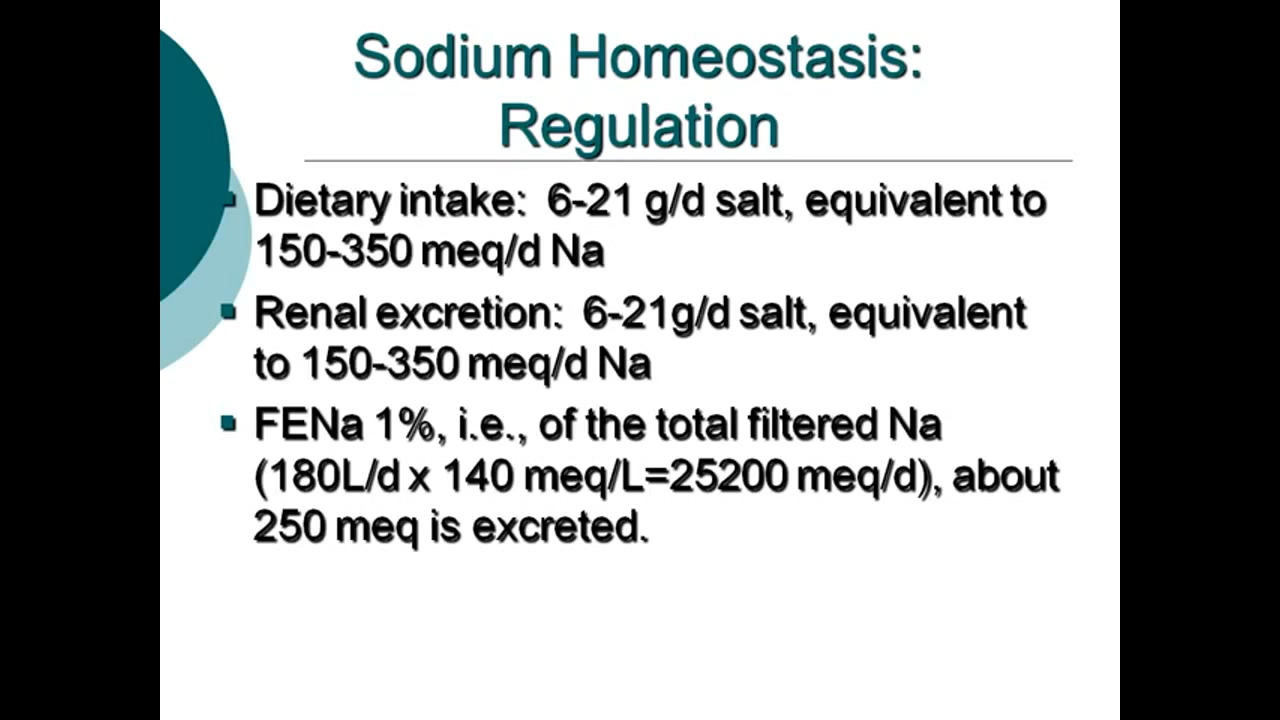 Sodium Homeostasis:
Regulation
Dietary intake: 6-21 g/d salt, equivalent to
150-350 meq/d Na
Renal excretion: 6-21g/d salt, equivalent
to 150-350 meq/d Na
FENa 1%, i.e., of the total filtered Na
(180L/d x 140 meq/L=25200 meq/d), about
250 meq is excreted.